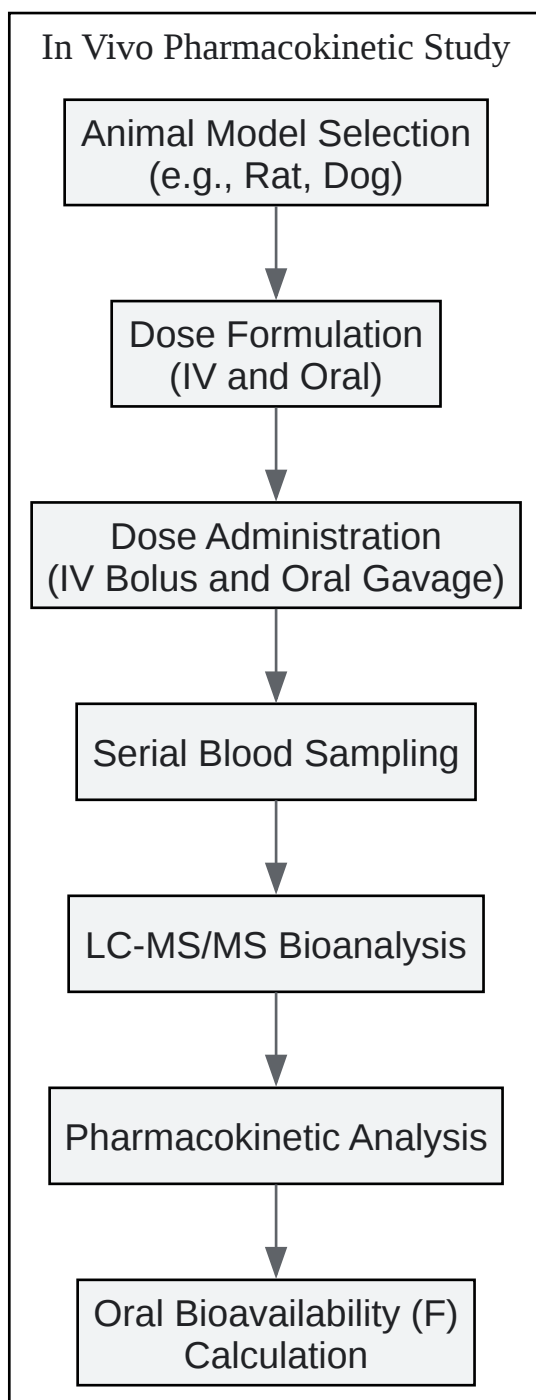 In Vivo Pharmacokinetic Study
Animal Model Selection
(e.g., Rat, Dog)
Dose Formulation
(IV and Oral)
Dose Administration
(IV Bolus and Oral Gavage)
Serial Blood Sampling
LC-MS/MS Bioanalysis
Pharmacokinetic Analysis
Oral Bioavailability (F)
Calculation